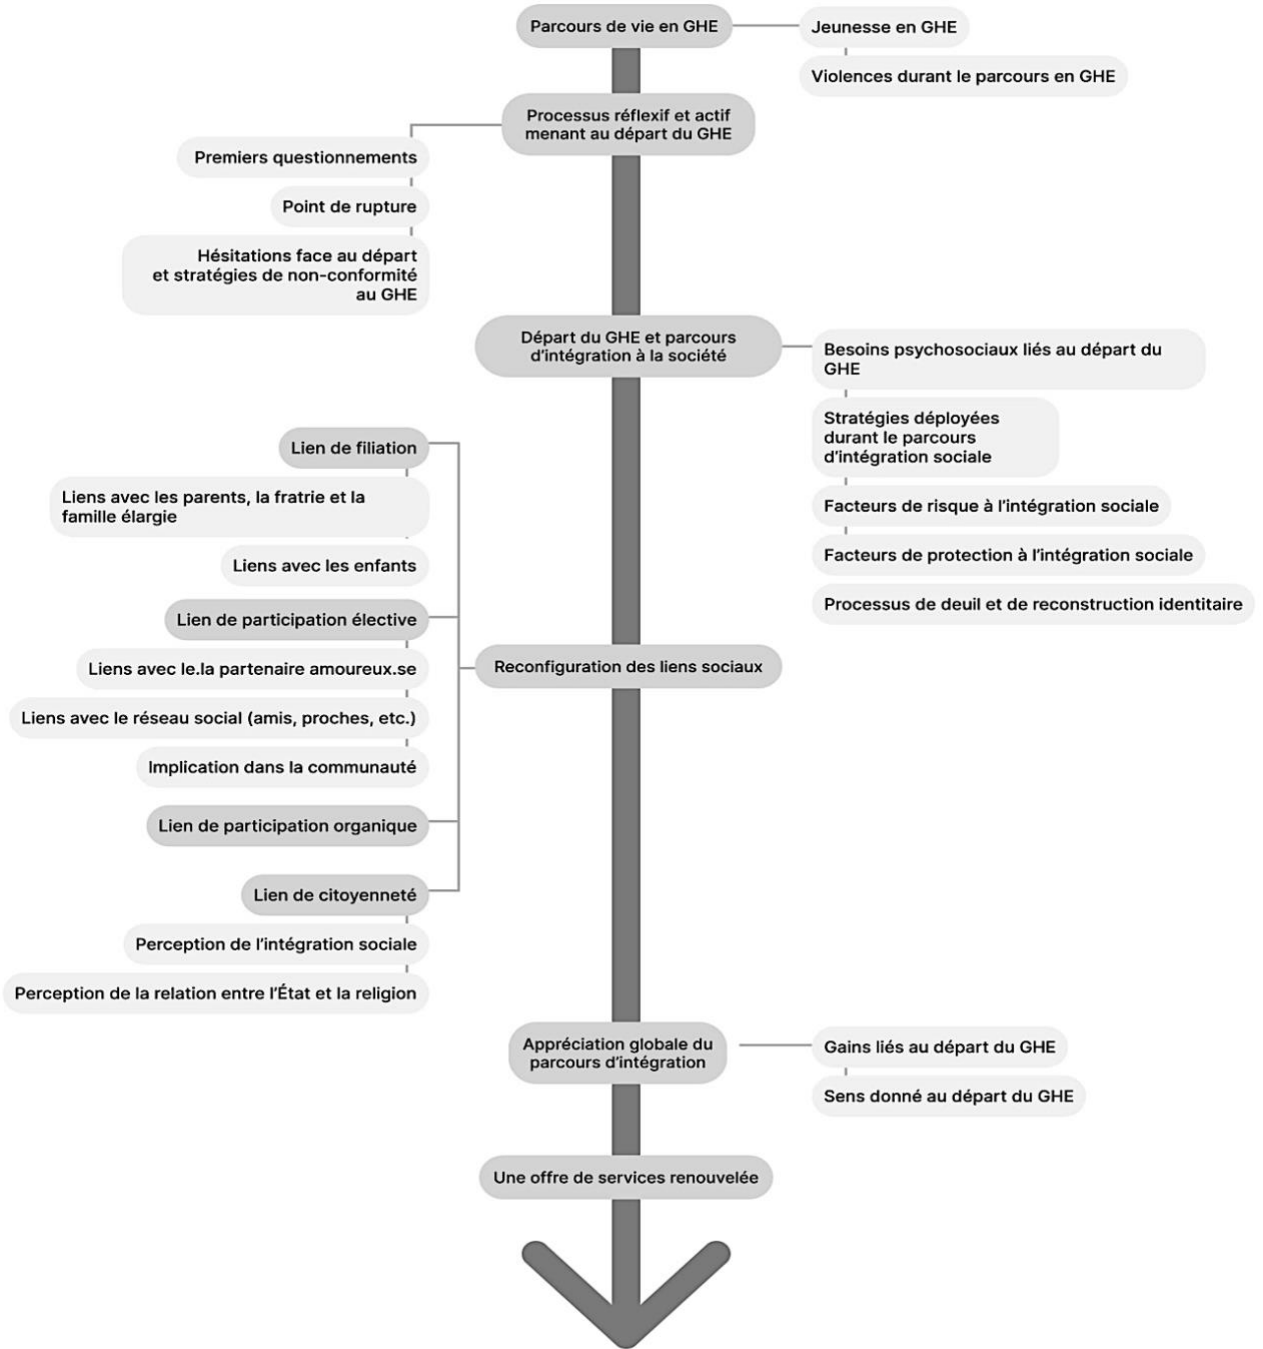 Parcours de vie en GHE
Jeunesse en GHE
Violences durant le parcours en GHE
Processus réflexif et actif
menant au départ du GHE
Premiers questionnements
Point de rupture
Hésitations face au départ
et stratégies de non-conformité
au GHE
Départ du GHE et parcours
d'intégration à la société
Besoins psychosociaux liés au départ du
GHE
Stratégies déployées
durant le parcours
d'intégration sociale
Facteurs de risque à l'intégration sociale
Facteurs de protection à l'intégration sociale
Processus de deuil et de reconstruction identitaire
Reconfiguration des liens sociaux
Lien de filiation
Liens avec les parents, la fratrie et la
famille élargie
Liens avec les enfants
Lien de participation élective
Liens avec le.la partenaire amoureux.se
Liens avec le réseau social (amis, proches, etc.)
Implication dans la communauté
Lien de participation organique
Lien de citoyenneté
Perception de l'intégration sociale
Perception de la relation entre l'État et la religion
Appréciation globale du
parcours d'intégration
Gains liés au départ du GHE
Sens donné au départ du GHE
Une offre de services renouvelée